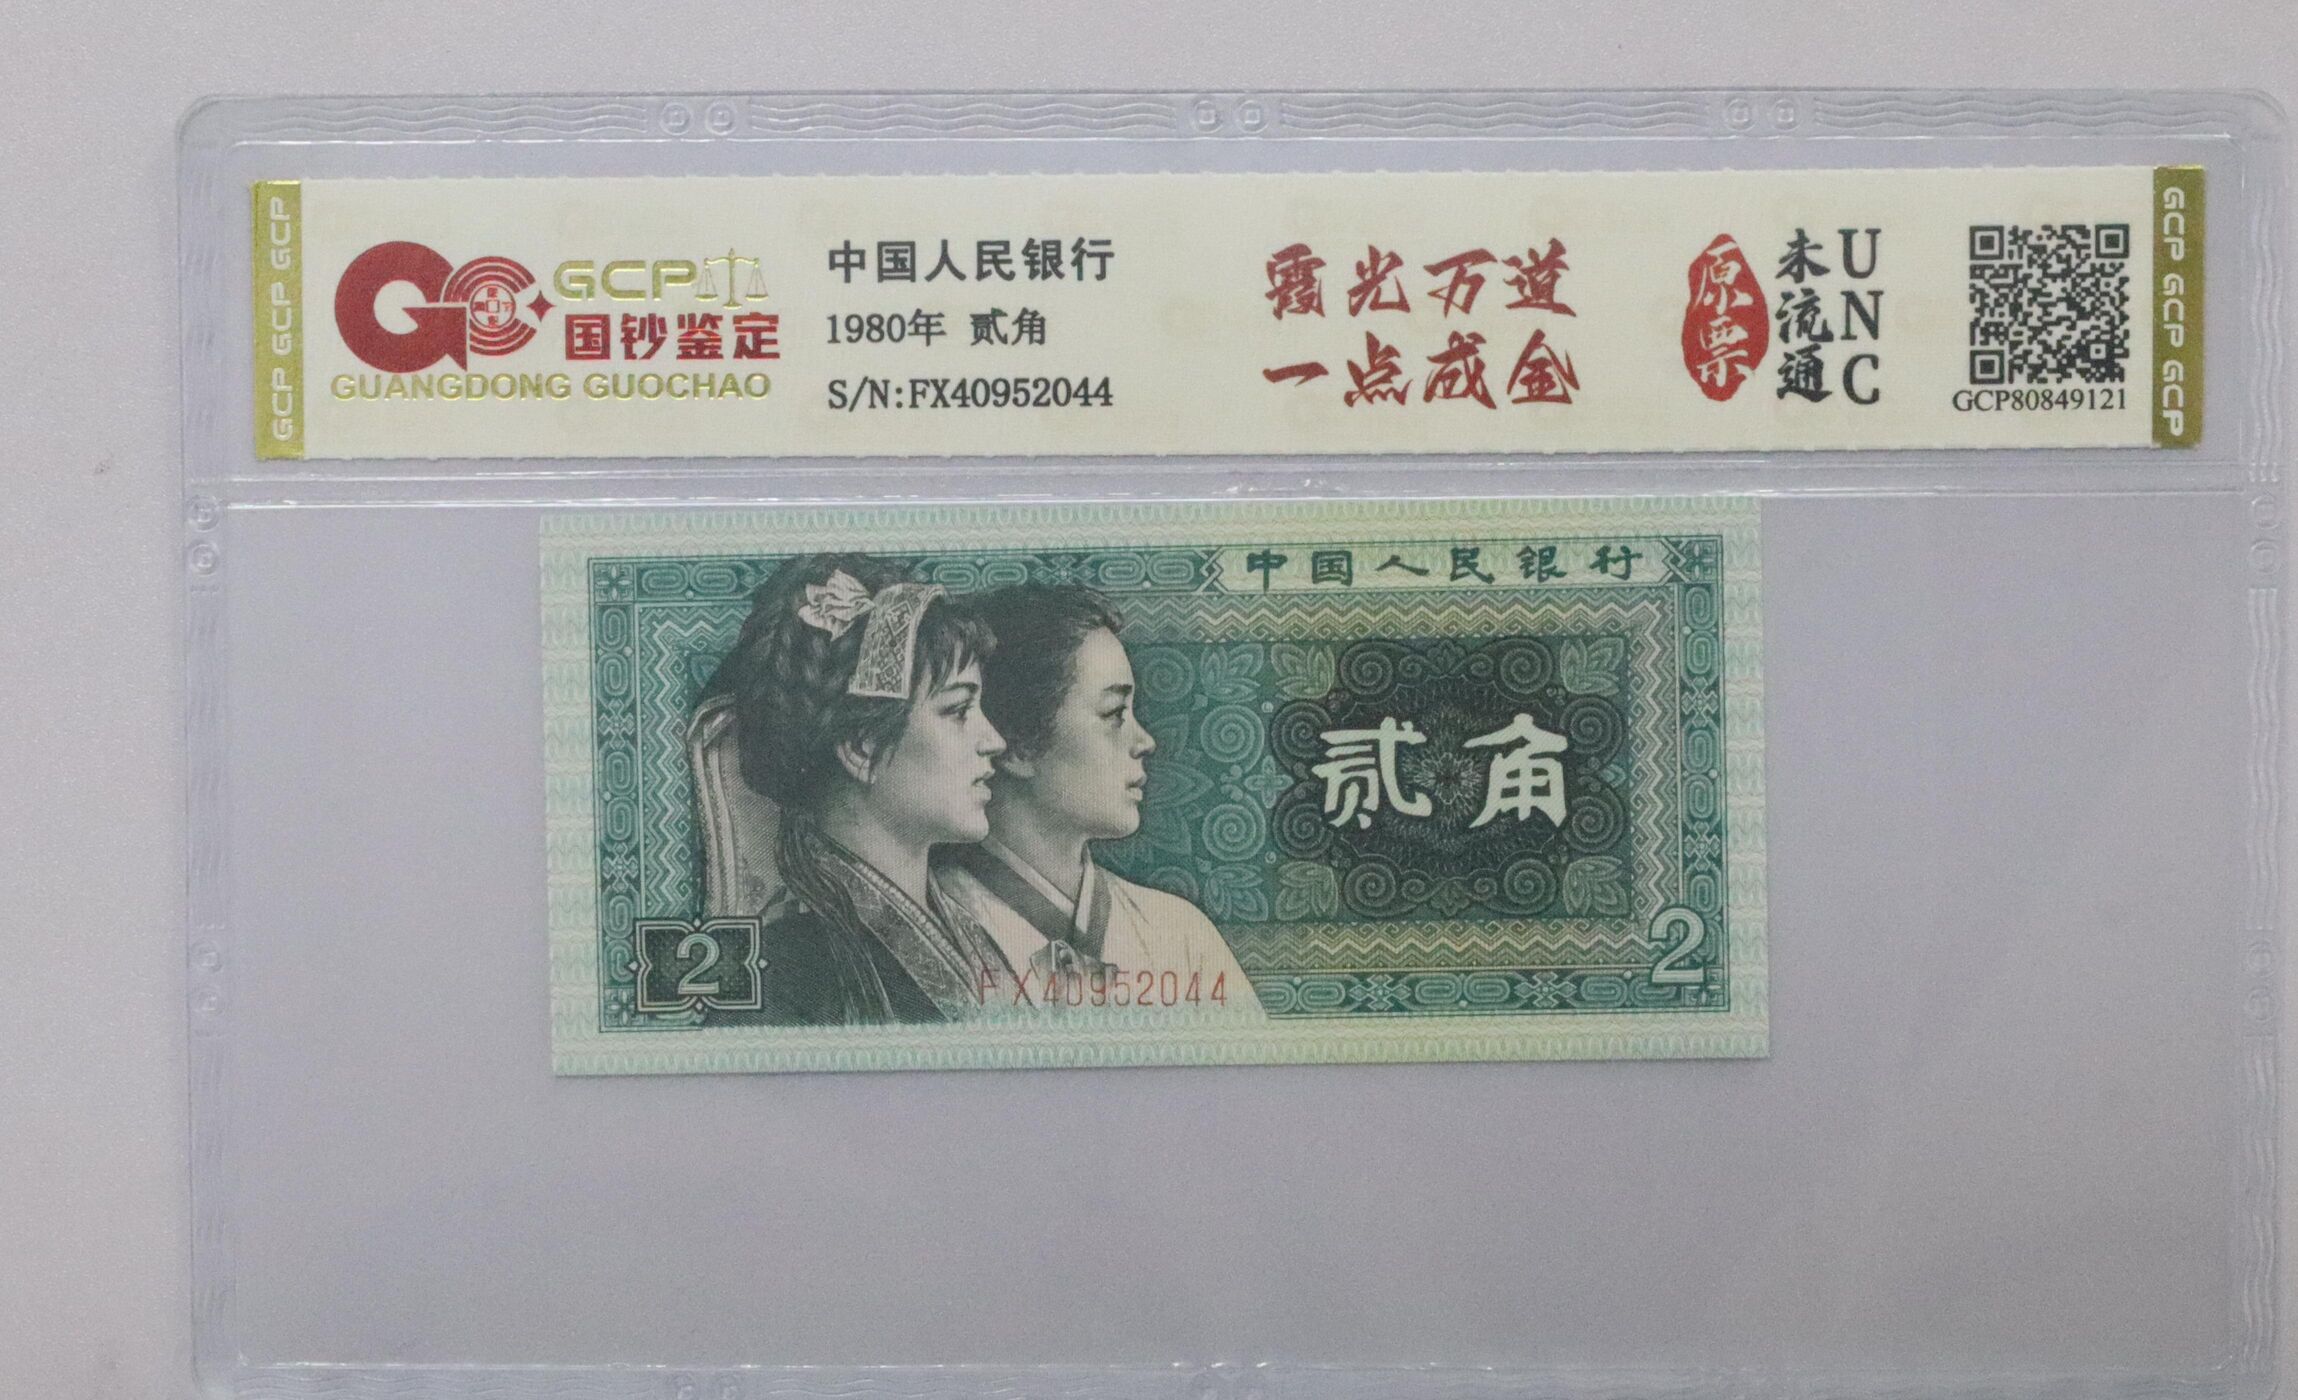 GCP GCP GCP
GCP
国钞鉴定
GUANGDONG GUOCHAO
中国人民银行
1980年 贰角
S/N:FX40952044
霞光万道
一点成金
原票
未流通
UNC
GCP80849121
GCP GCP GCP
中国人民银行
贰角
2
2
FX40952044